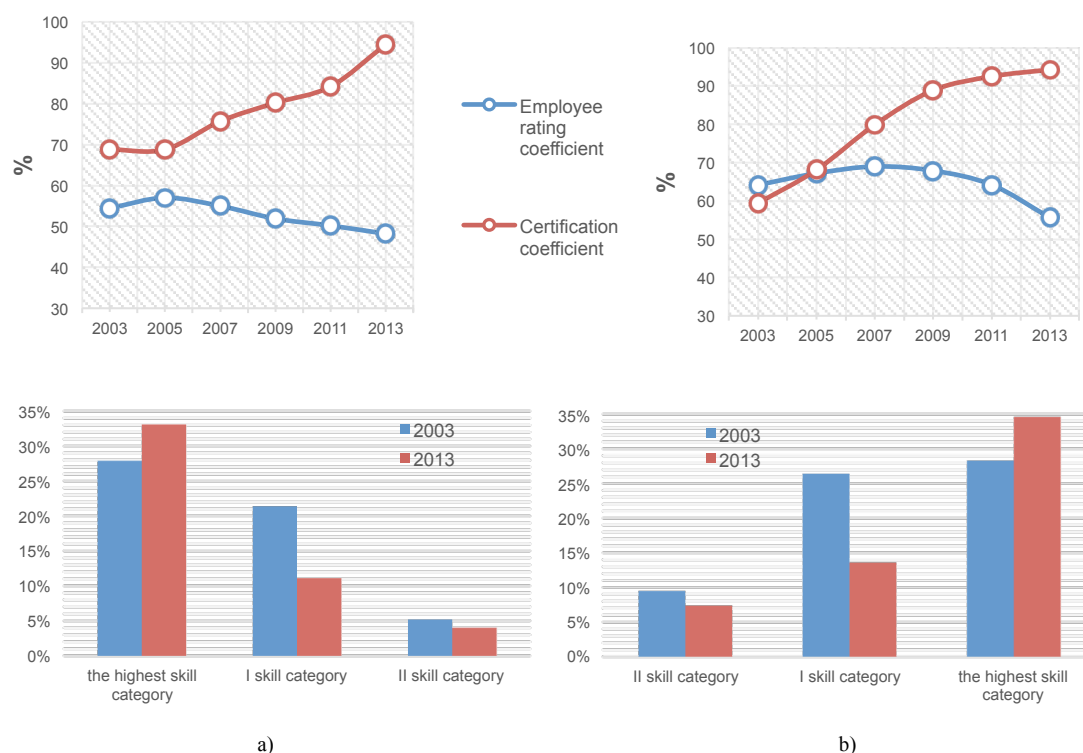 100
90
80
70
60
50
40
30
%
2003 2005 2007 2009 2011 2013
Employee
rating
coefficient
Certification
coefficient
100
90
80
70
60
50
40
30
%
2003 2005 2007 2009 2011 2013
35%
30%
25%
20%
15%
10%
5%
0%
2003
2013
the highest skill
category
I skill category
II skill category
35%
30%
25%
20%
15%
10%
5%
0%
2003
2013
II skill category
I skill category
the highest skill
category
a)
b)